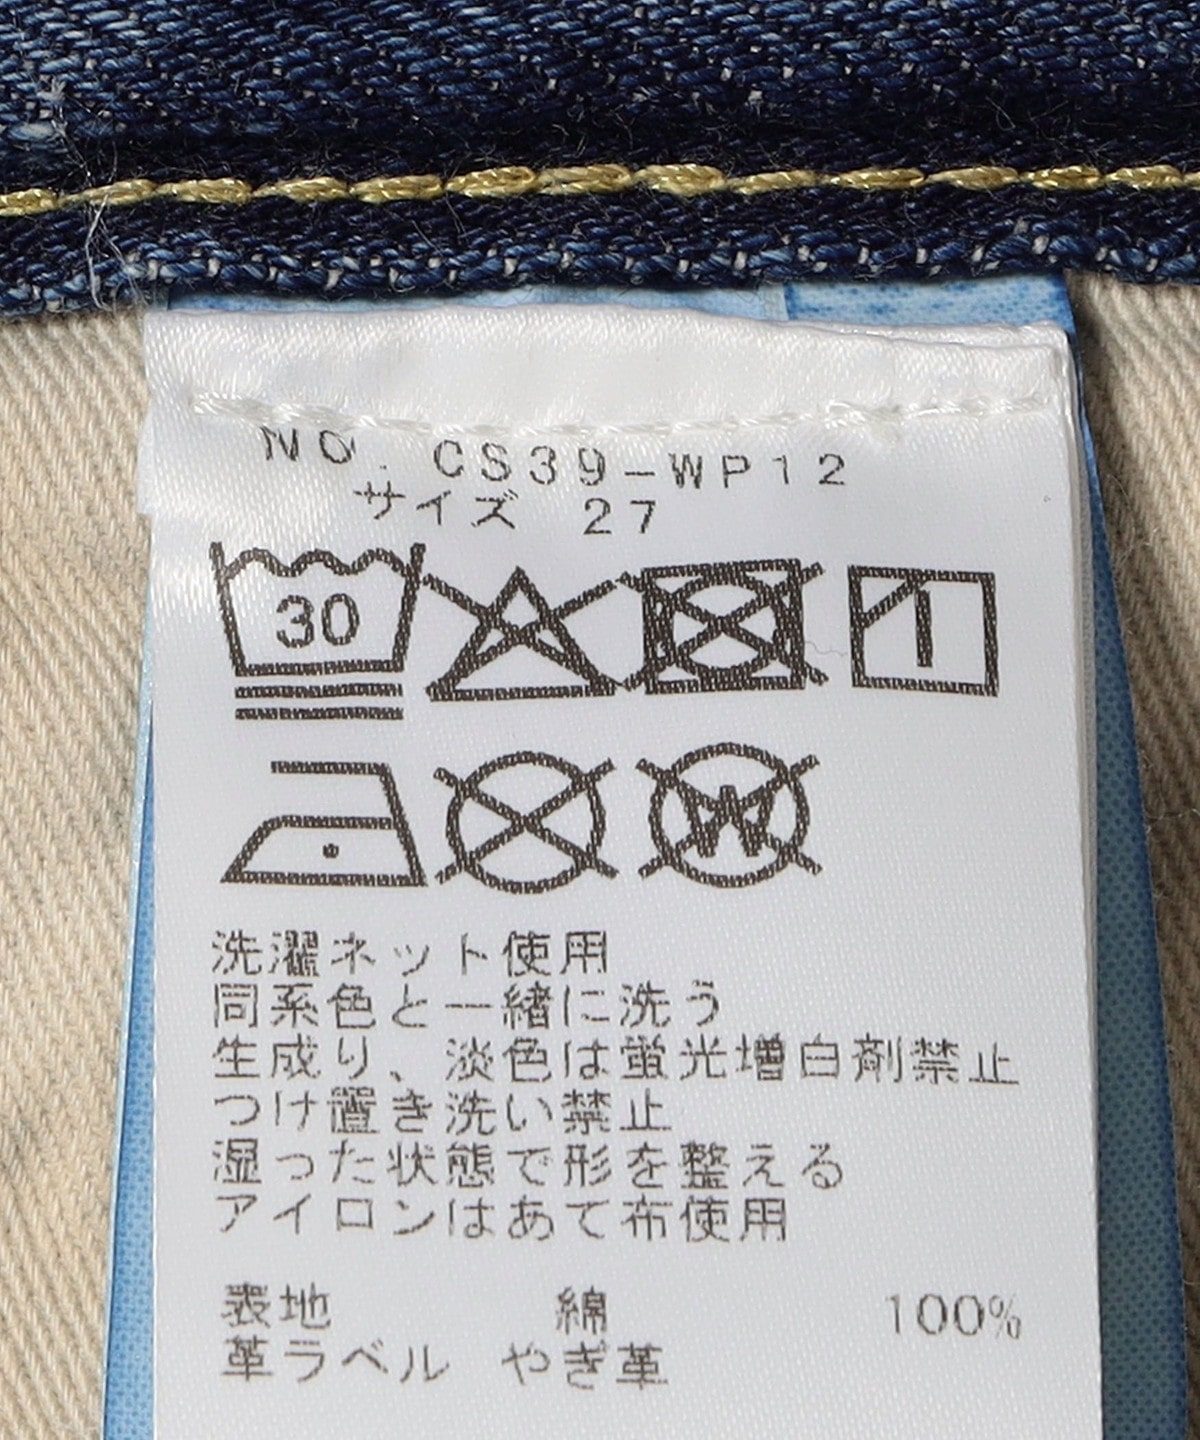 NO. CS39-WP12
サイズ 27
30
W
洗濯ネット使用
同系色と一緒に洗う
生成り、淡色は蛍光増白剤禁止
つけ置き洗い禁止
湿った状態で形を整える
アイロンはあて布使用
表地 綿 100%
革ラベル やぎ革